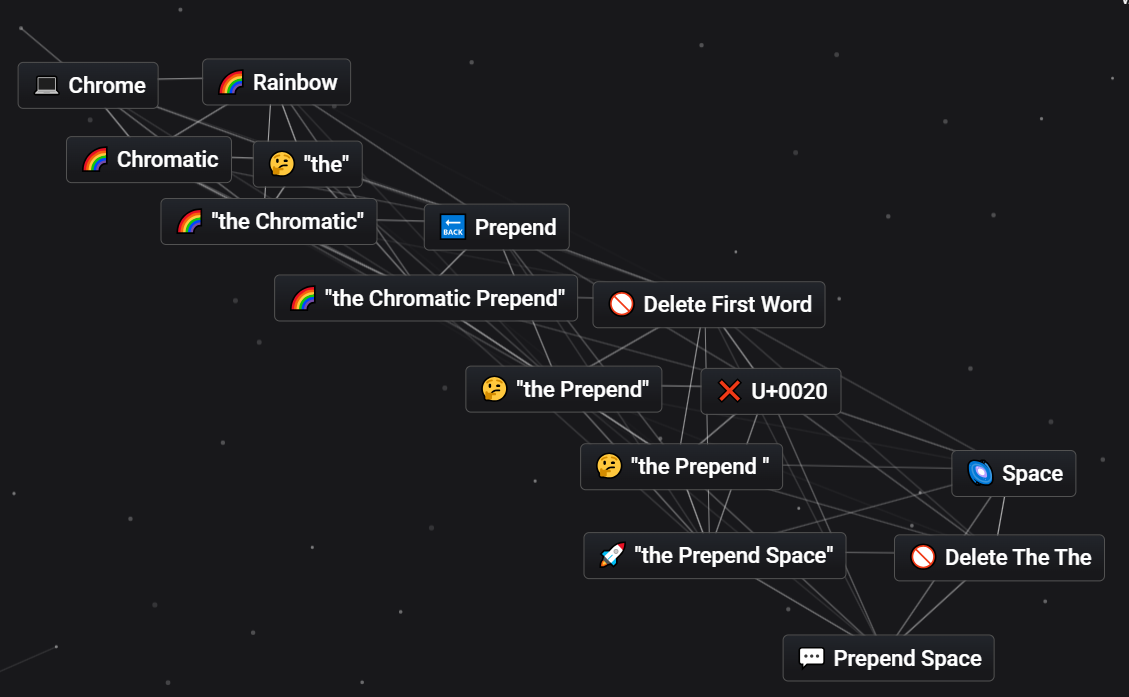 Chrome
Rainbow
Chromatic
"the"
"the Chromatic"
BACK
Prepend
"the Chromatic Prepend"
Delete First Word
"the Prepend"
U+0020
"the Prepend "
Space
"the Prepend Space"
Delete The The
Prepend Space